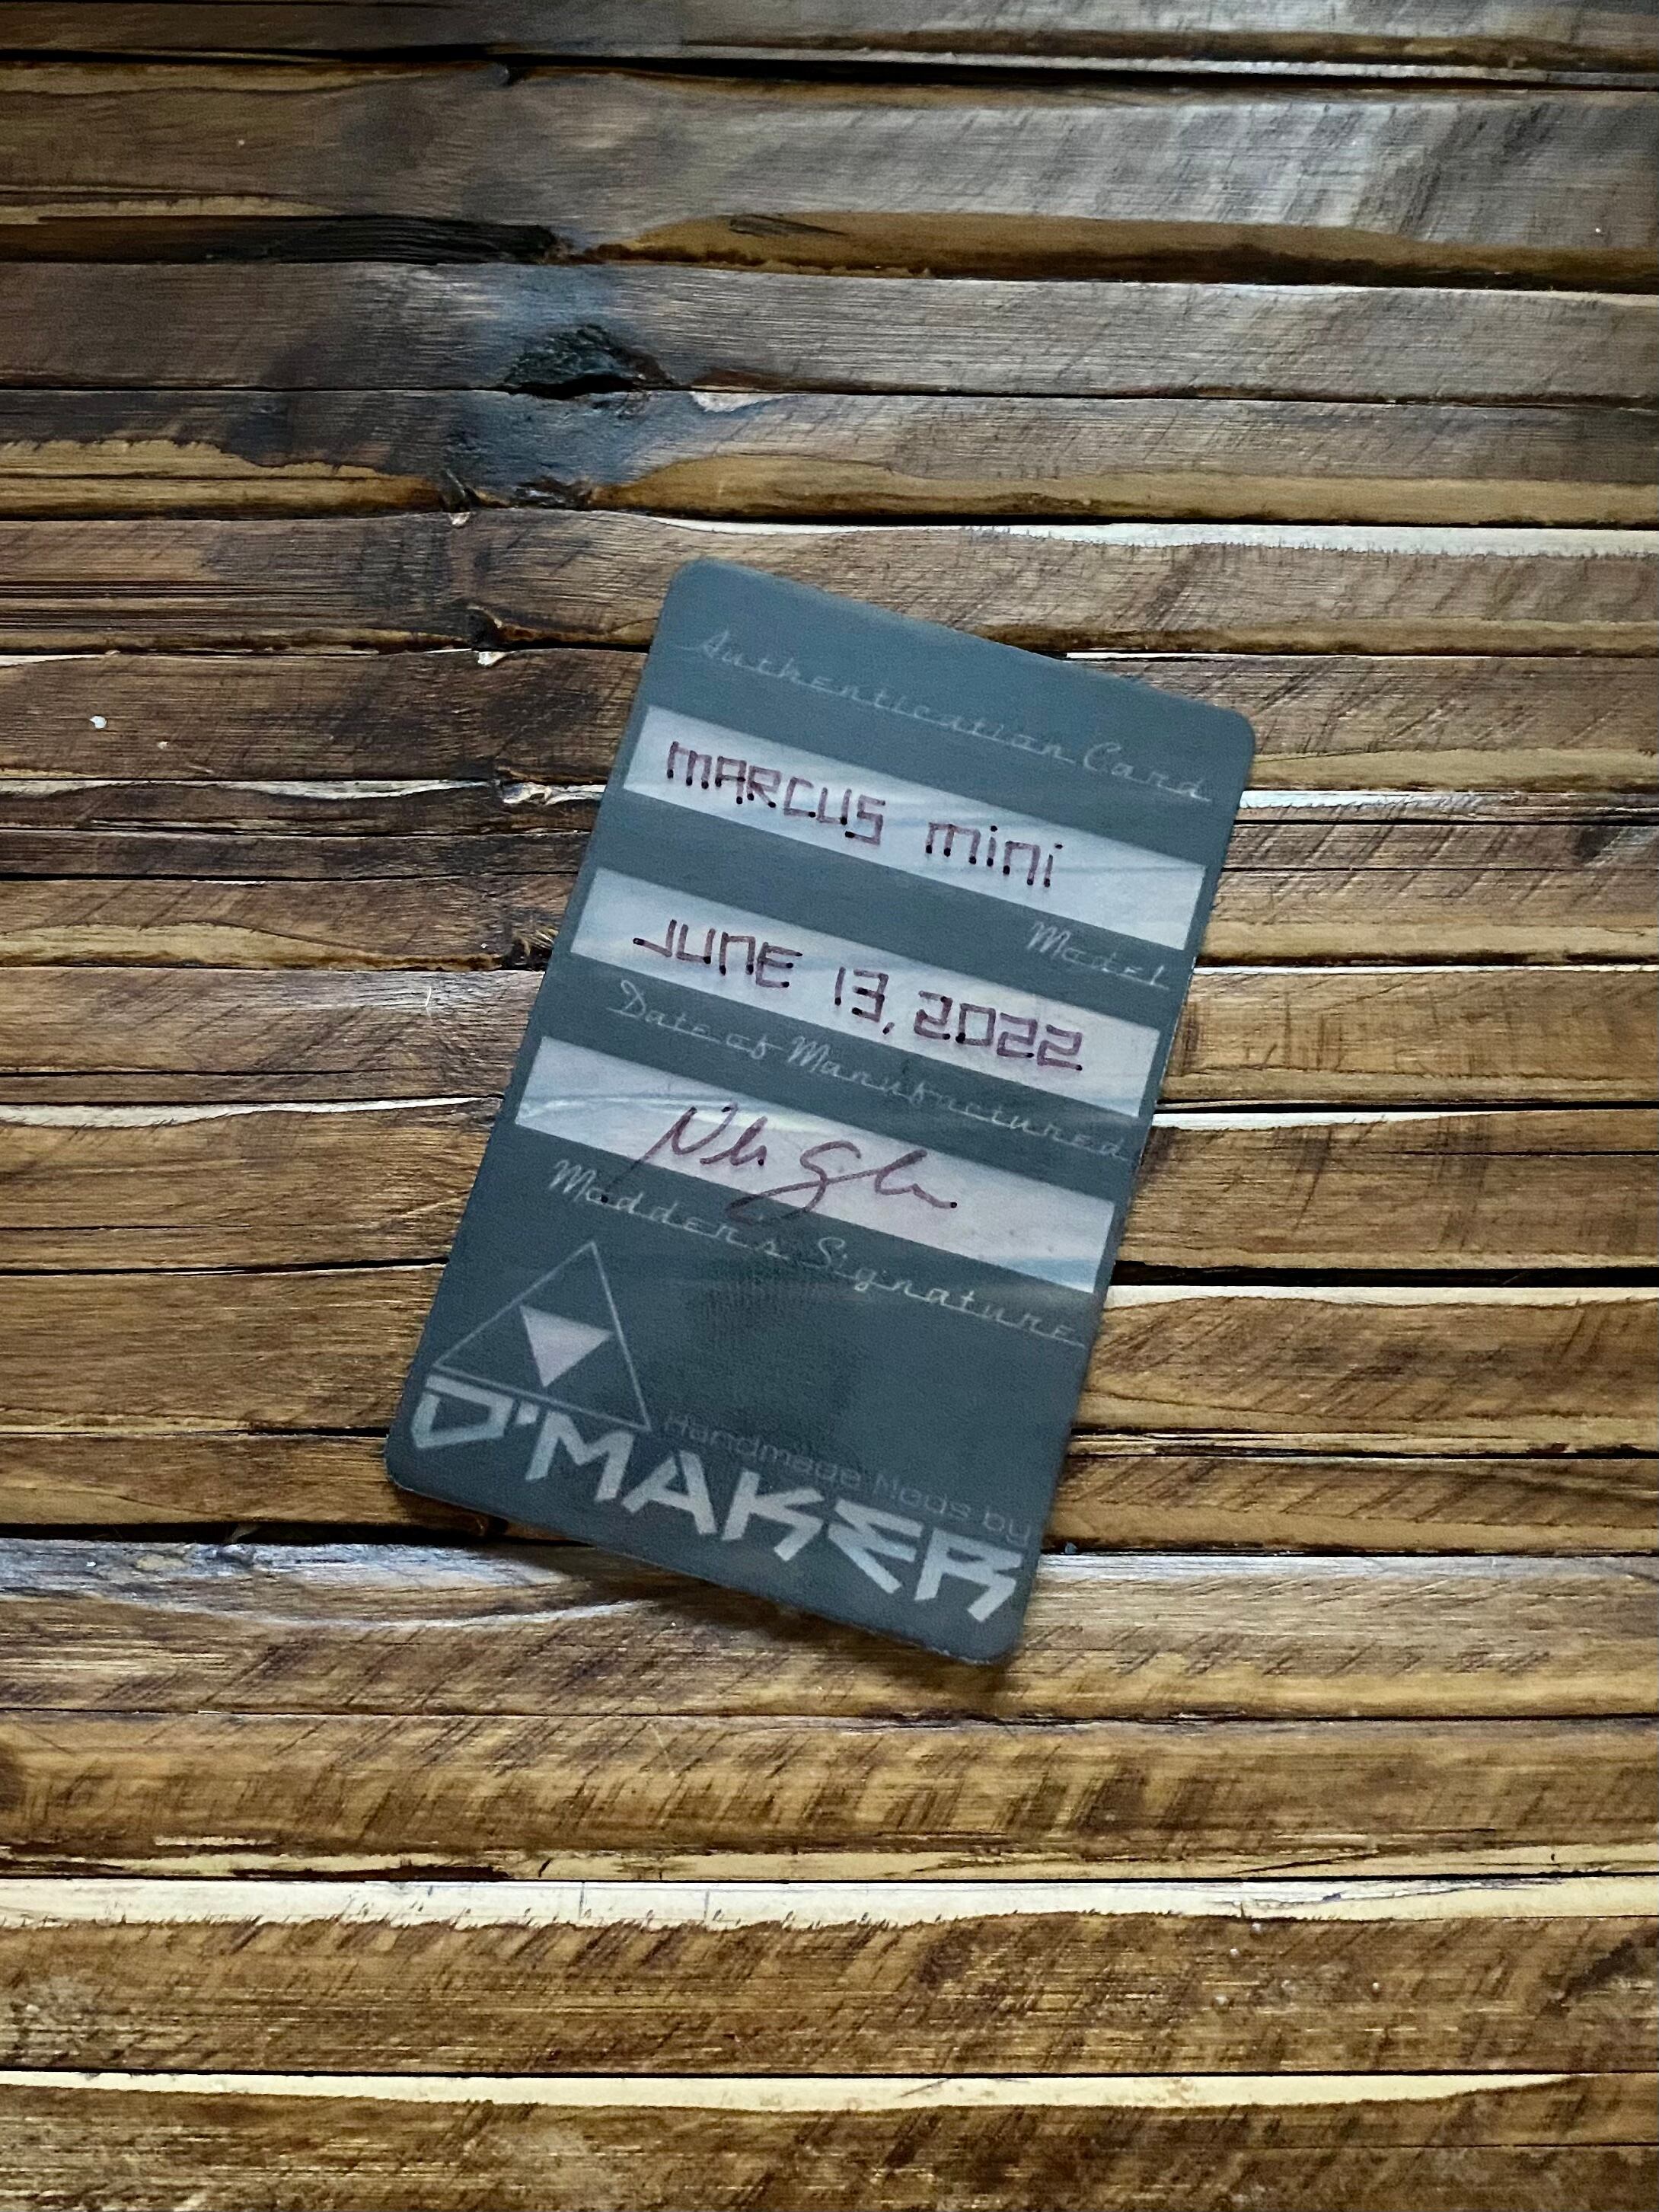 Authentication Card
MARCUS mini
Model
JUNE 13, 2022
Date of Manufactured
Modders Signature
Handmade Mods by
D'MAKER